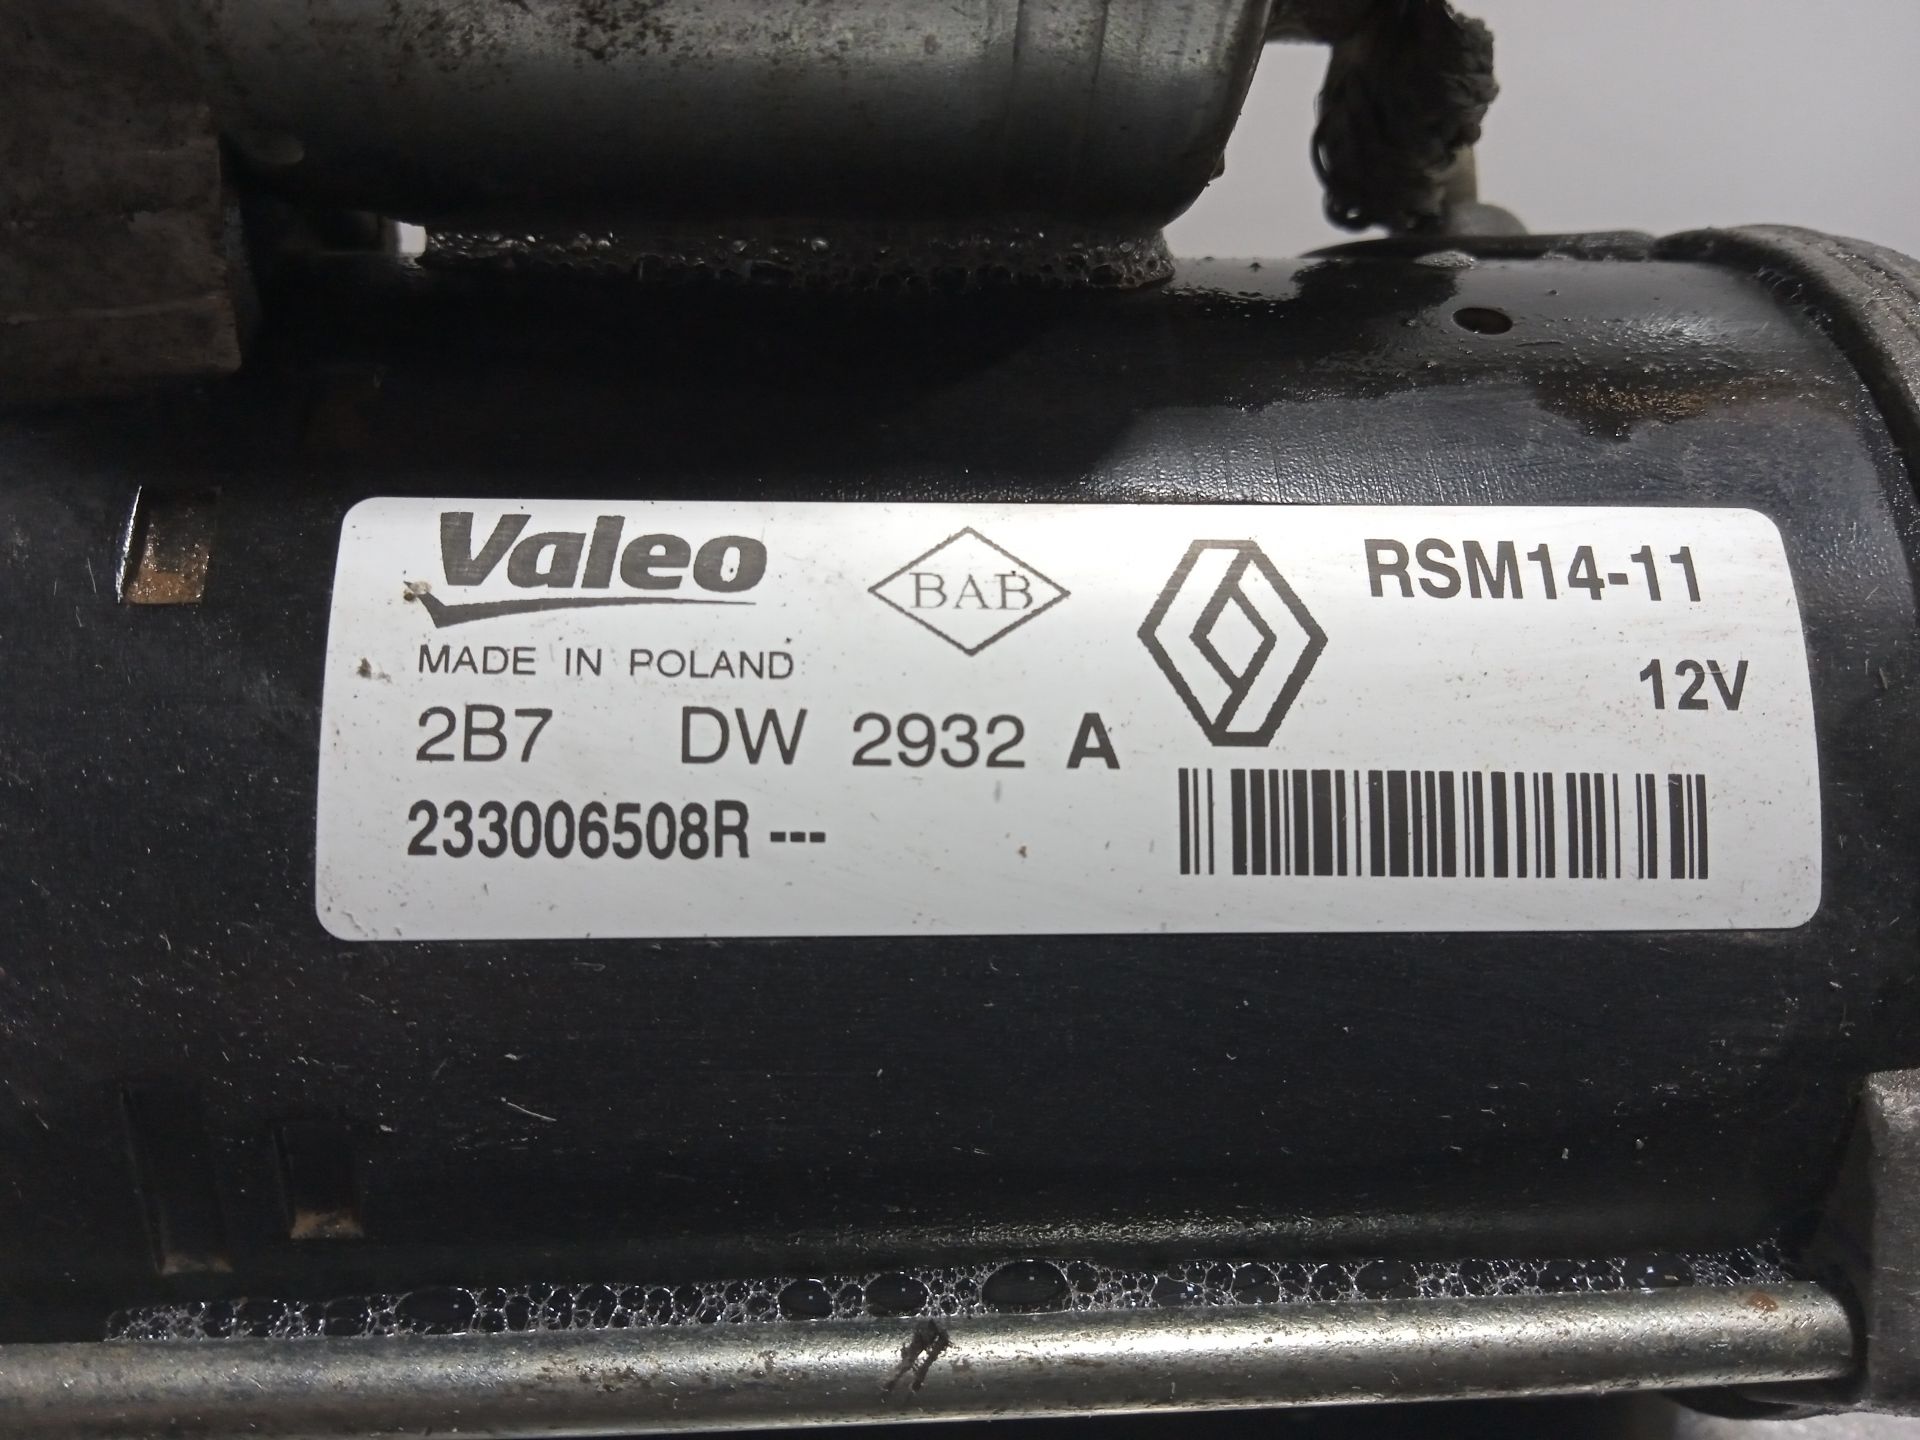 Valeo
BAB
RSM14-11
MADE IN POLAND
12V
2B7 DW 2932 A
233006508R ---